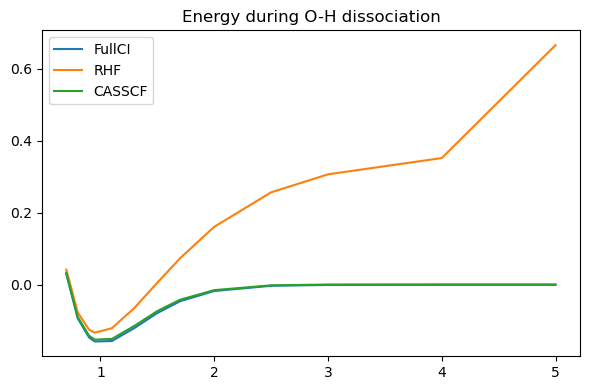 Energy during O-H dissociation
FullCI
RHF
CASSCF
0.6
0.4
0.2
0.0
1 2 3 4 5